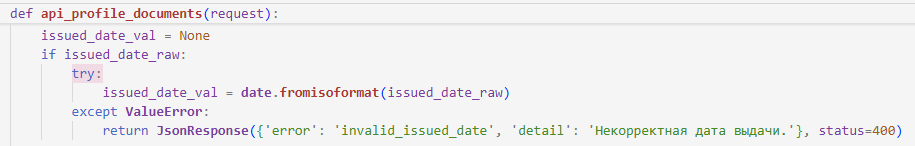 def api_profile_documents(request):
issued_date_val = None
if issued_date_raw:
try:
issued_date_val = date.fromisoformat(issued_date_raw)
except ValueError:
return JsonResponse({'error': 'invalid_issued_date', 'detail': 'Некорректная дата выдачи.'}, status=400)